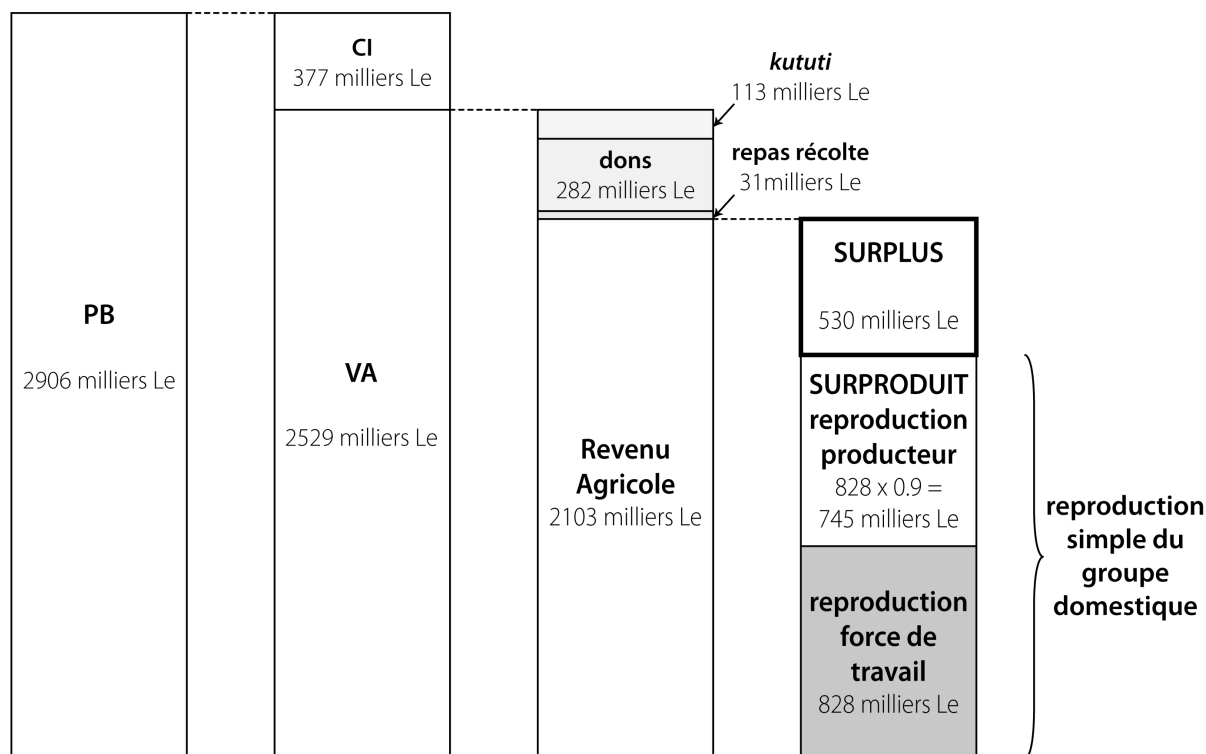 PB
2906 milliers Le
CI
377 milliers Le
VA
2529 milliers Le
kututi
113 milliers Le
dons
282 milliers Le
repas récolte
31milliers Le
Revenu
Agricole
2103 milliers Le
SURPLUS
530 milliers Le
SURPRODUIT
reproduction
producteur
828 x 0.9 =
745 milliers Le
reproduction
force de
travail
828 milliers Le
reproduction
simple du
groupe
domestique